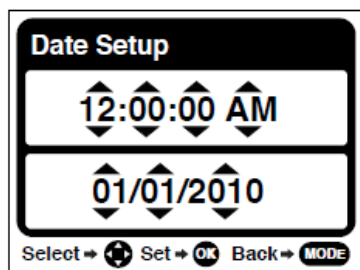 Date Setup
12:00:00 AM
01/01/2010
Select → Set → OK Back → MODE